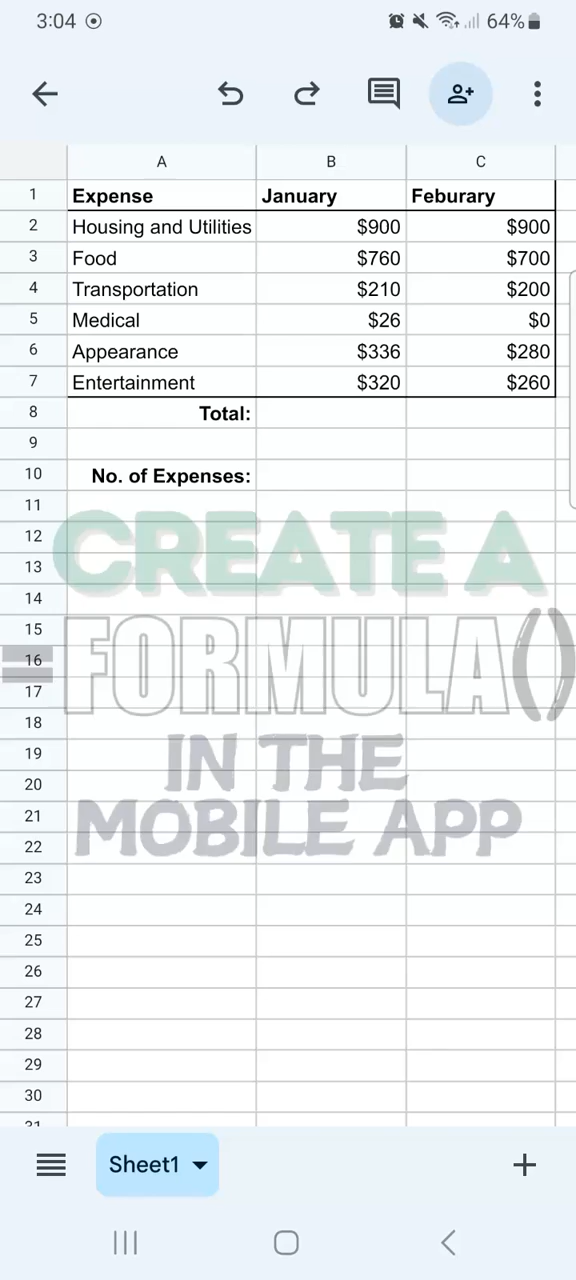 3:04 64%
A B C
1 Expense January Feburary
2 Housing and Utilities $900 $900
3 Food $760 $700
4 Transportation $210 $200
5 Medical $26 $0
6 Appearance $336 $280
7 Entertainment $320 $260
8 Total:
9
10 No. of Expenses:
11
12
13
14
15
16
17
18
19
20
21
22
23
24
25
26
27
28
29
30
31
CREATE A
=FORMULA()
IN THE
MOBILE APP
Sheet1